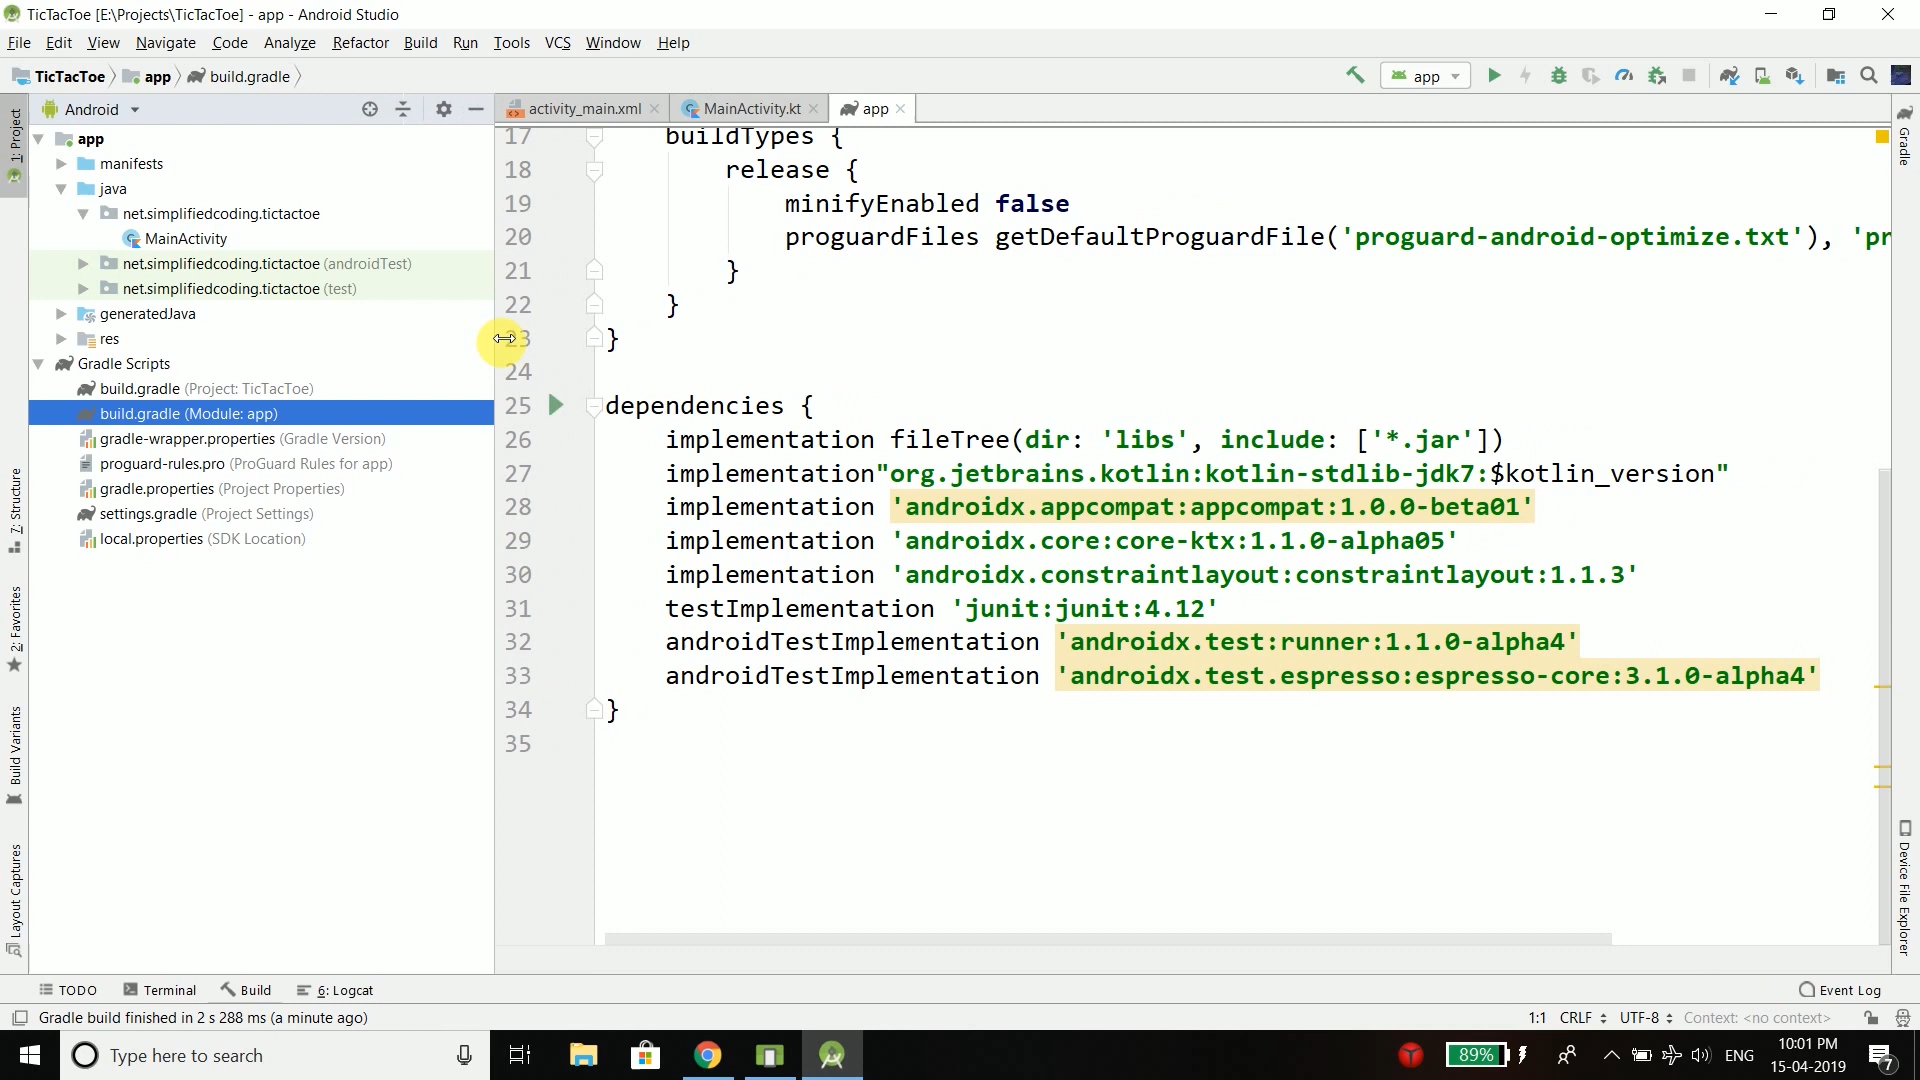 TicTacToe [E:\Projects\TicTacToe] - app - Android Studio
File Edit View Navigate Code Analyze Refactor Build Run Tools VCS Window Help
TicTacToe app build.gradle
app
Android
activity_main.xml MainActivity.kt app
1: Project
7: Structure
2: Favorites
Build Variants
Layout Captures
app
manifests
java
net.simplifiedcoding.tictactoe
MainActivity
net.simplifiedcoding.tictactoe (androidTest)
net.simplifiedcoding.tictactoe (test)
generatedJava
res
Gradle Scripts
build.gradle (Project: TicTacToe)
build.gradle (Module: app)
gradle-wrapper.properties (Gradle Version)
proguard-rules.pro (ProGuard Rules for app)
gradle.properties (Project Properties)
settings.gradle (Project Settings)
local.properties (SDK Location)
17 buildTypes {
18 release {
19 minifyEnabled false
20 proguardFiles getDefaultProguardFile('proguard-android-optimize.txt'), 'pr
21 }
22 }
23 }
24
25 dependencies {
26 implementation fileTree(dir: 'libs', include: ['*.jar'])
27 implementation"org.jetbrains.kotlin:kotlin-stdlib-jdk7:$kotlin_version"
28 implementation 'androidx.appcompat:appcompat:1.0.0-beta01'
29 implementation 'androidx.core:core-ktx:1.1.0-alpha05'
30 implementation 'androidx.constraintlayout:constraintlayout:1.1.3'
31 testImplementation 'junit:junit:4.12'
32 androidTestImplementation 'androidx.test:runner:1.1.0-alpha4'
33 androidTestImplementation 'androidx.test.espresso:espresso-core:3.1.0-alpha4'
34 }
35
Gradle
Device File Explorer
TODO Terminal Build 6: Logcat Event Log
Gradle build finished in 2 s 288 ms (a minute ago) 1:1 CRLF UTF-8 Context: <no context>
Type here to search 89% ENG
10:01 PM
15-04-2019
7